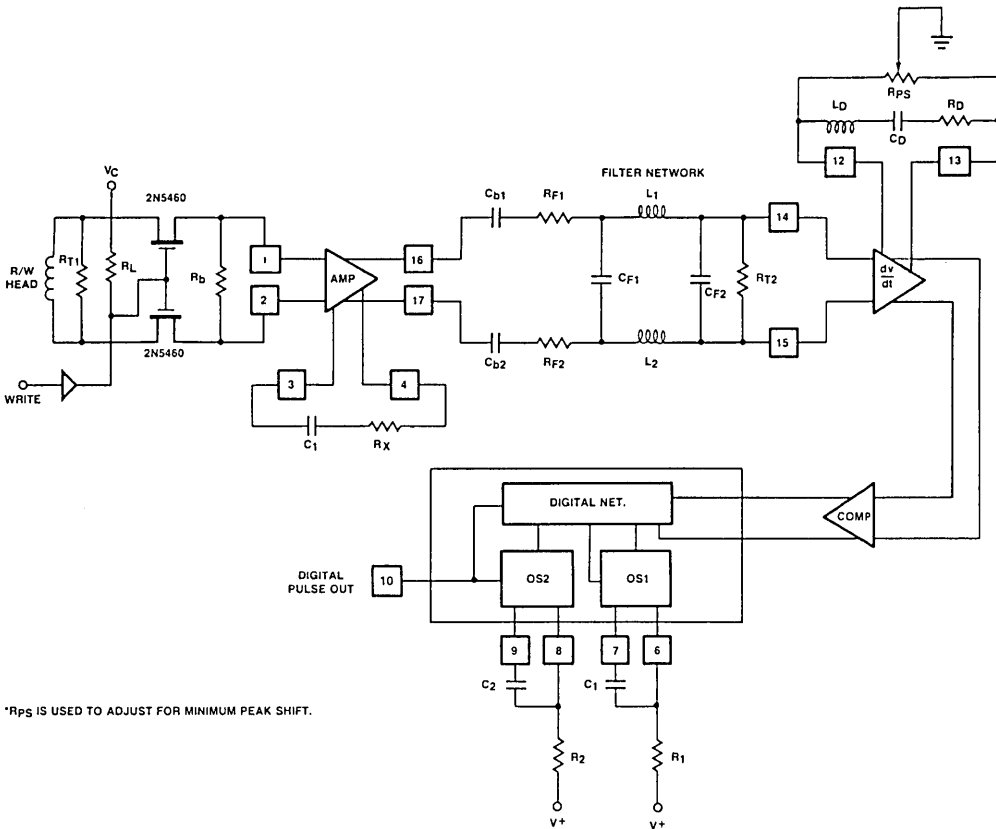 RPS
LD
CD
RD
12
13
VC
2N5460
FILTER NETWORK
Cb1
RF1
L1
R/W
HEAD
RT1
RL
Rb
1
2
AMP
16
17
CF1
CF2
RT2
14
15
dv
dt
2N5460
Cb2
RF2
L2
WRITE
3
4
C1
RX
DIGITAL NET.
COMP
DIGITAL
PULSE OUT
10
OS2
OS1
9
8
7
6
C2
C1
*RPS IS USED TO ADJUST FOR MINIMUM PEAK SHIFT.
R2
R1
V+
V+